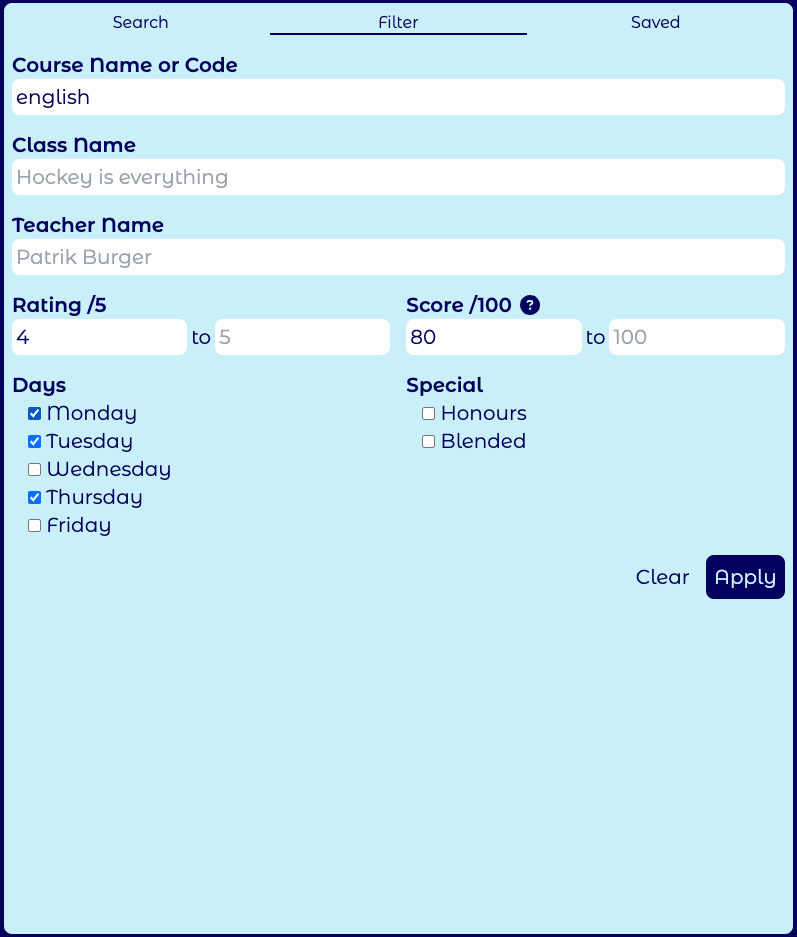 Search Filter Saved
Course Name or Code
english
Class Name
Hockey is everything
Teacher Name
Patrik Burger
Rating /5
4 to 5
Score /100 ?
80 to 100
Days
Monday
Tuesday
Wednesday
Thursday
Friday
Special
Honours
Blended
Clear Apply